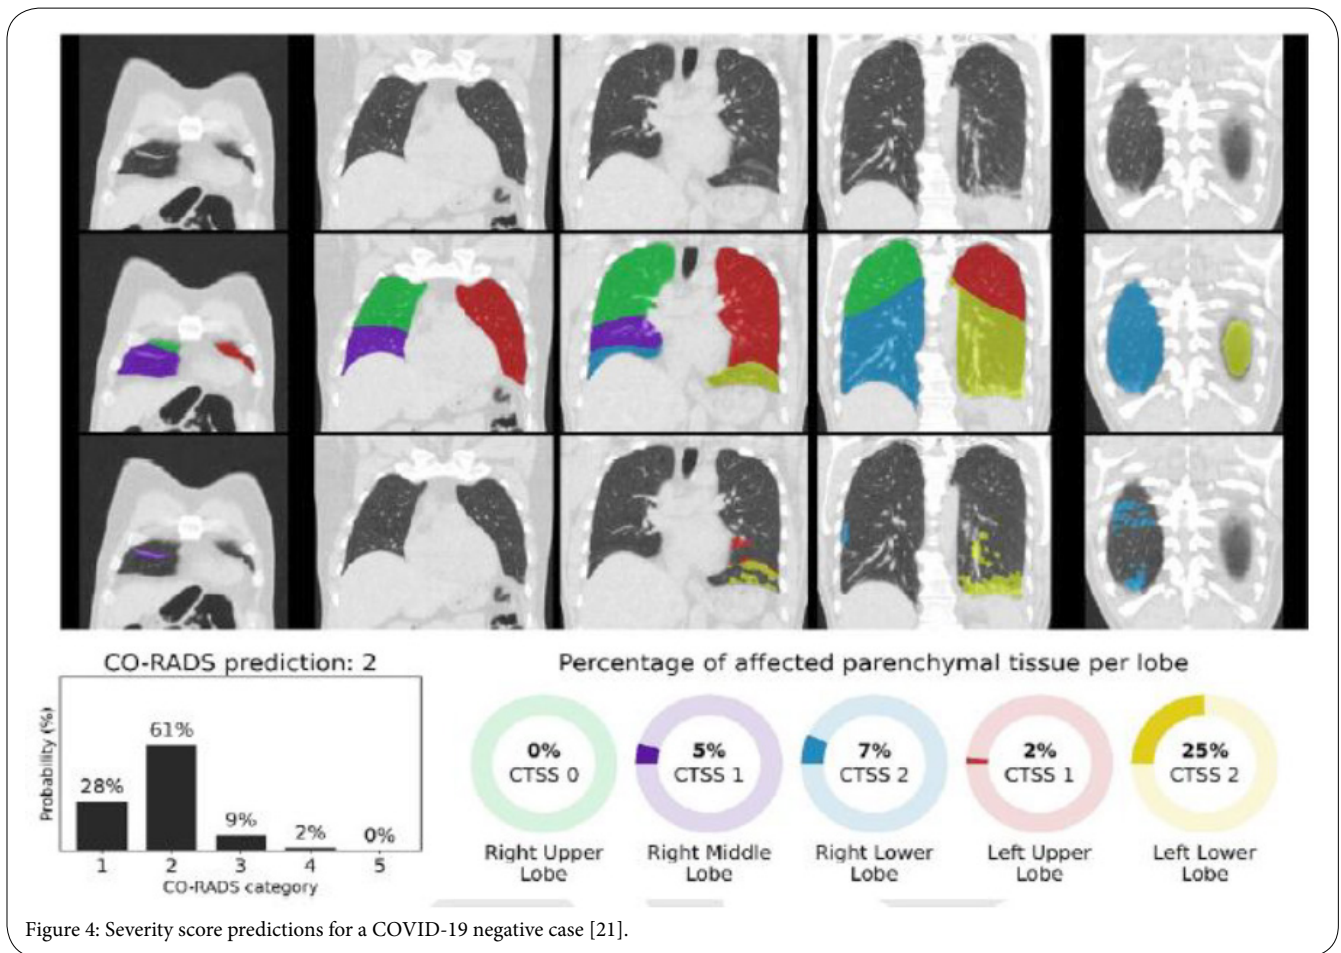 CO-RADS prediction: 2
Probability (%)
28%
61%
9%
2%
0%
1
2
3
4
5
CO-RADS category
Percentage of affected parenchymal tissue per lobe
0%
CTSS 0
Right Upper
Lobe
5%
CTSS 1
Right Middle
Lobe
7%
CTSS 2
Right Lower
Lobe
2%
CTSS 1
Left Upper
Lobe
25%
CTSS 2
Left Lower
Lobe
Figure 4: Severity score predictions for a COVID-19 negative case [21].